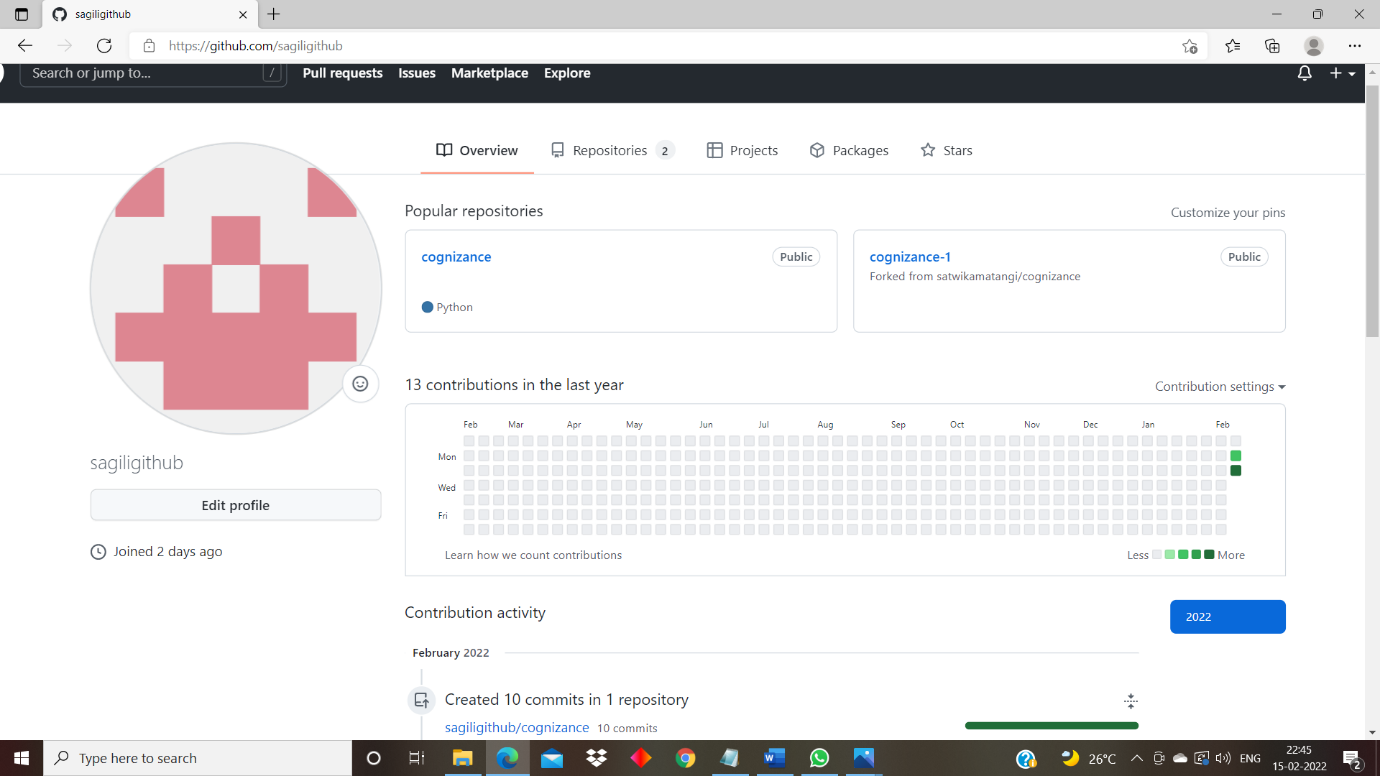 sagiligithub
https://github.com/sagiligithub
Search or jump to... /
Pull requests Issues Marketplace Explore
Overview Repositories 2 Projects Packages Stars
Popular repositories
Customize your pins
cognizance Public
Python
cognizance-1 Public
Forked from satwikamatangi/cognizance
13 contributions in the last year
Contribution settings
Feb Mar Apr May Jun Jul Aug Sep Oct Nov Dec Jan Feb
Mon
Wed
Fri
Learn how we count contributions
Less More
sagiligithub
Edit profile
Joined 2 days ago
Contribution activity
2022
February 2022
Created 10 commits in 1 repository
sagiligithub/cognizance 10 commits
Type here to search
26°C
ENG
22:45
15-02-2022
2